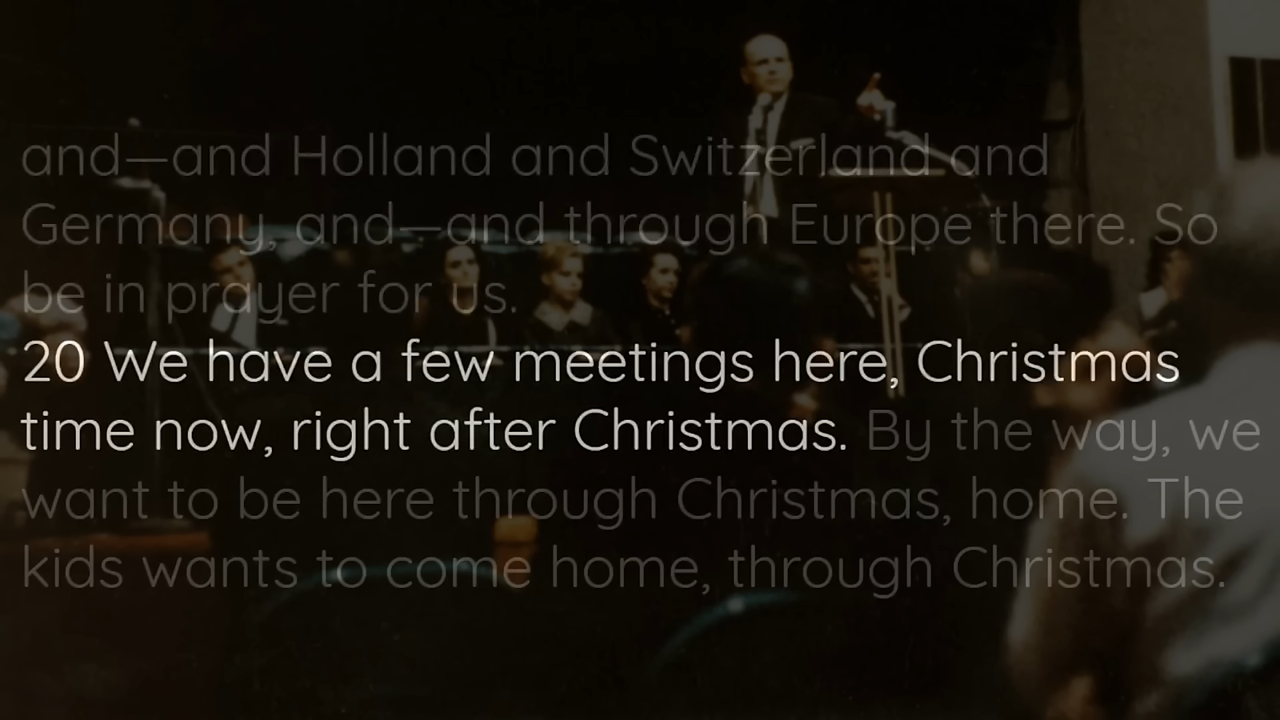 and—and Holland and Switzerland and
Germany, and—and through Europe there. So
be in prayer for us.
20 We have a few meetings here, Christmas
time now, right after Christmas. By the way, we
want to be here through Christmas, home. The
kids wants to come home, through Christmas.